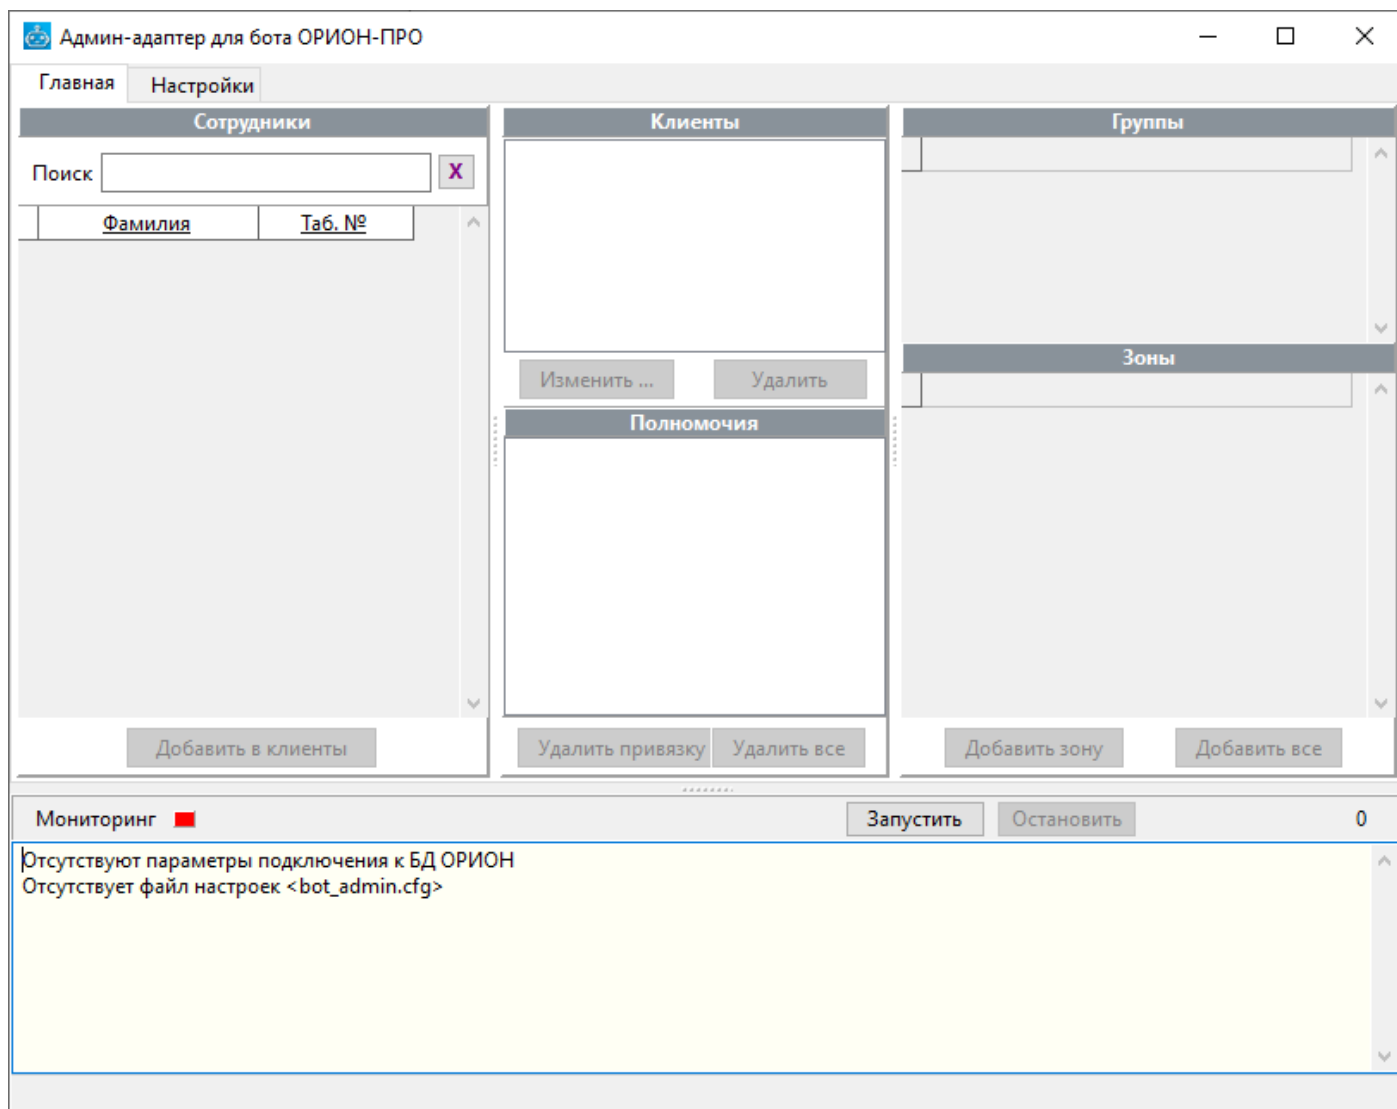 Админ-адаптер для бота ОРИОН-ПРО
Главная Настройки
Сотрудники
Поиск X
Фамилия Таб. №
Добавить в клиенты
Клиенты
Изменить ... Удалить
Полномочия
Удалить привязку Удалить все
Группы
Зоны
Добавить зону Добавить все
Мониторинг Запустить Остановить 0
Отсутствуют параметры подключения к БД ОРИОН
Отсутствует файл настроек <bot_admin.cfg>